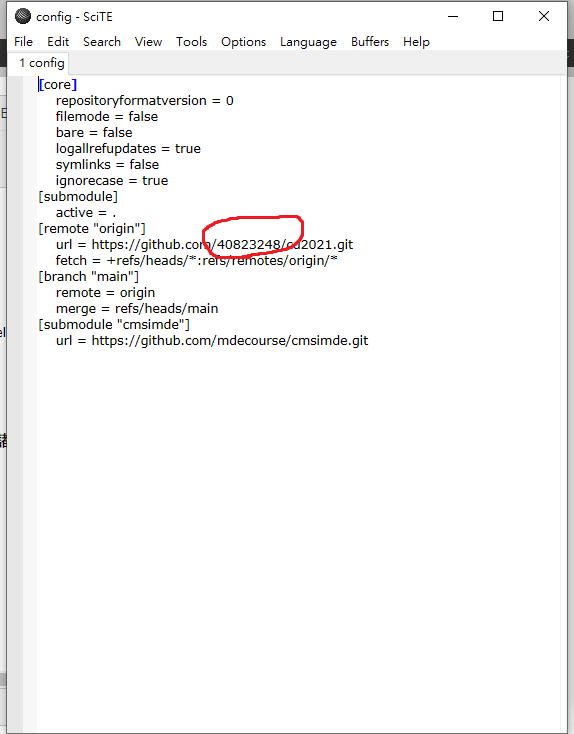 config - SciTE
File Edit Search View Tools Options Language Buffers Help
1 config
[core]
repositoryformatversion = 0
filemode = false
bare = false
logallrefupdates = true
symlinks = false
ignorecase = true
[submodule]
active = .
[remote "origin"]
url = https://github.com/40823248/cd2021.git
fetch = +refs/heads/*:refs/remotes/origin/*
[branch "main"]
remote = origin
merge = refs/heads/main
[submodule "cmsimde"]
url = https://github.com/mdecourse/cmsimde.git